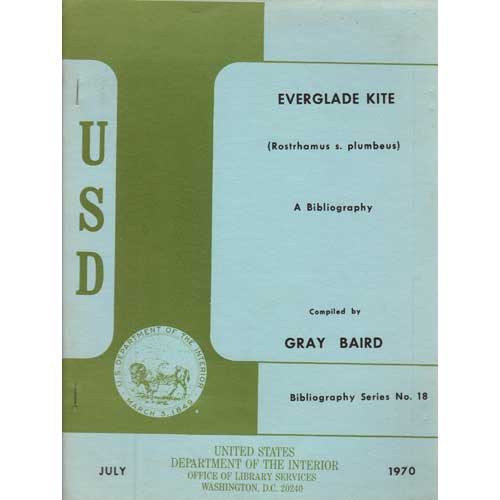 U
S
D
EVERGLADE KITE
(Rostrhamus s. plumbeus)
A Bibliography
Compiled by
GRAY BAIRD
U.S. DEPARTMENT OF THE INTERIOR
MARCH 3, 1849
Bibliography Series No. 18
UNITED STATES
DEPARTMENT OF THE INTERIOR
OFFICE OF LIBRARY SERVICES
WASHINGTON, D.C. 20240
JULY
1970